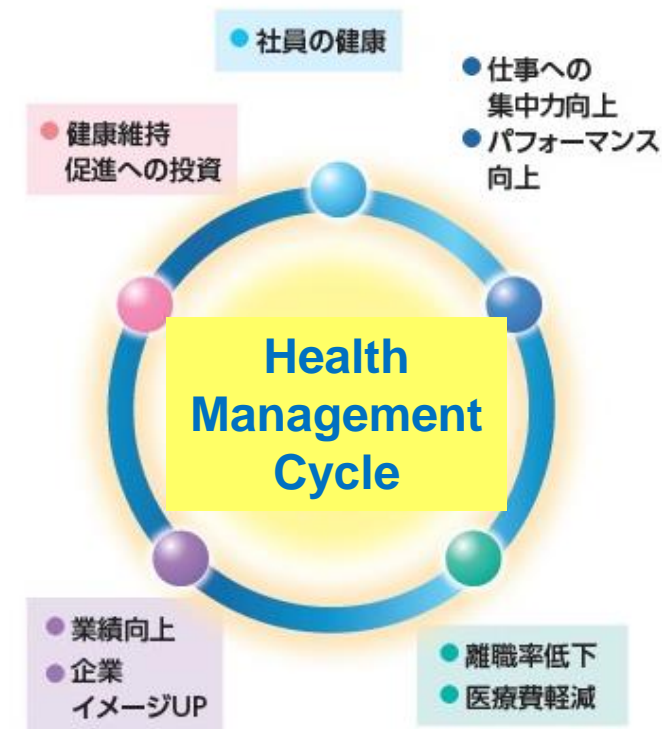 社員の健康
仕事への
集中力向上
パフォーマンス
向上
健康維持
促進への投資
Health
Management
Cycle
業績向上
企業
イメージUP
離職率低下
医療費軽減